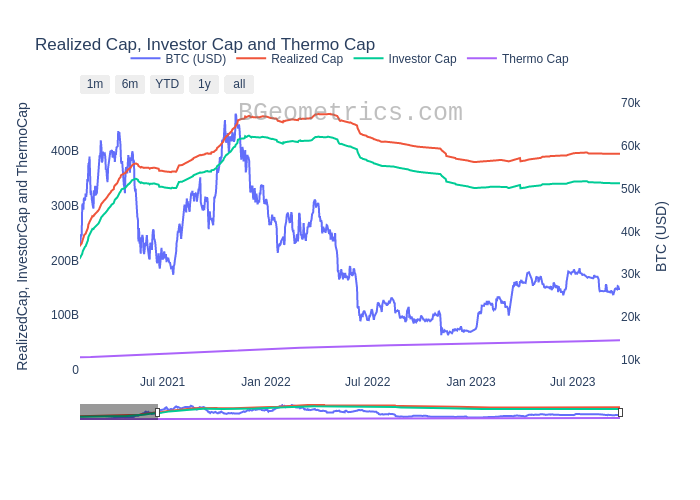 Realized Cap, Investor Cap and Thermo Cap
BTC (USD) Realized Cap Investor Cap Thermo Cap
1m 6m YTD 1y all
BGeometrics.com
RealizedCap, InvestorCap and ThermoCap
400B
300B
200B
100B
0
70k
60k
50k
40k
30k
20k
10k
BTC (USD)
Jul 2021 Jan 2022 Jul 2022 Jan 2023 Jul 2023